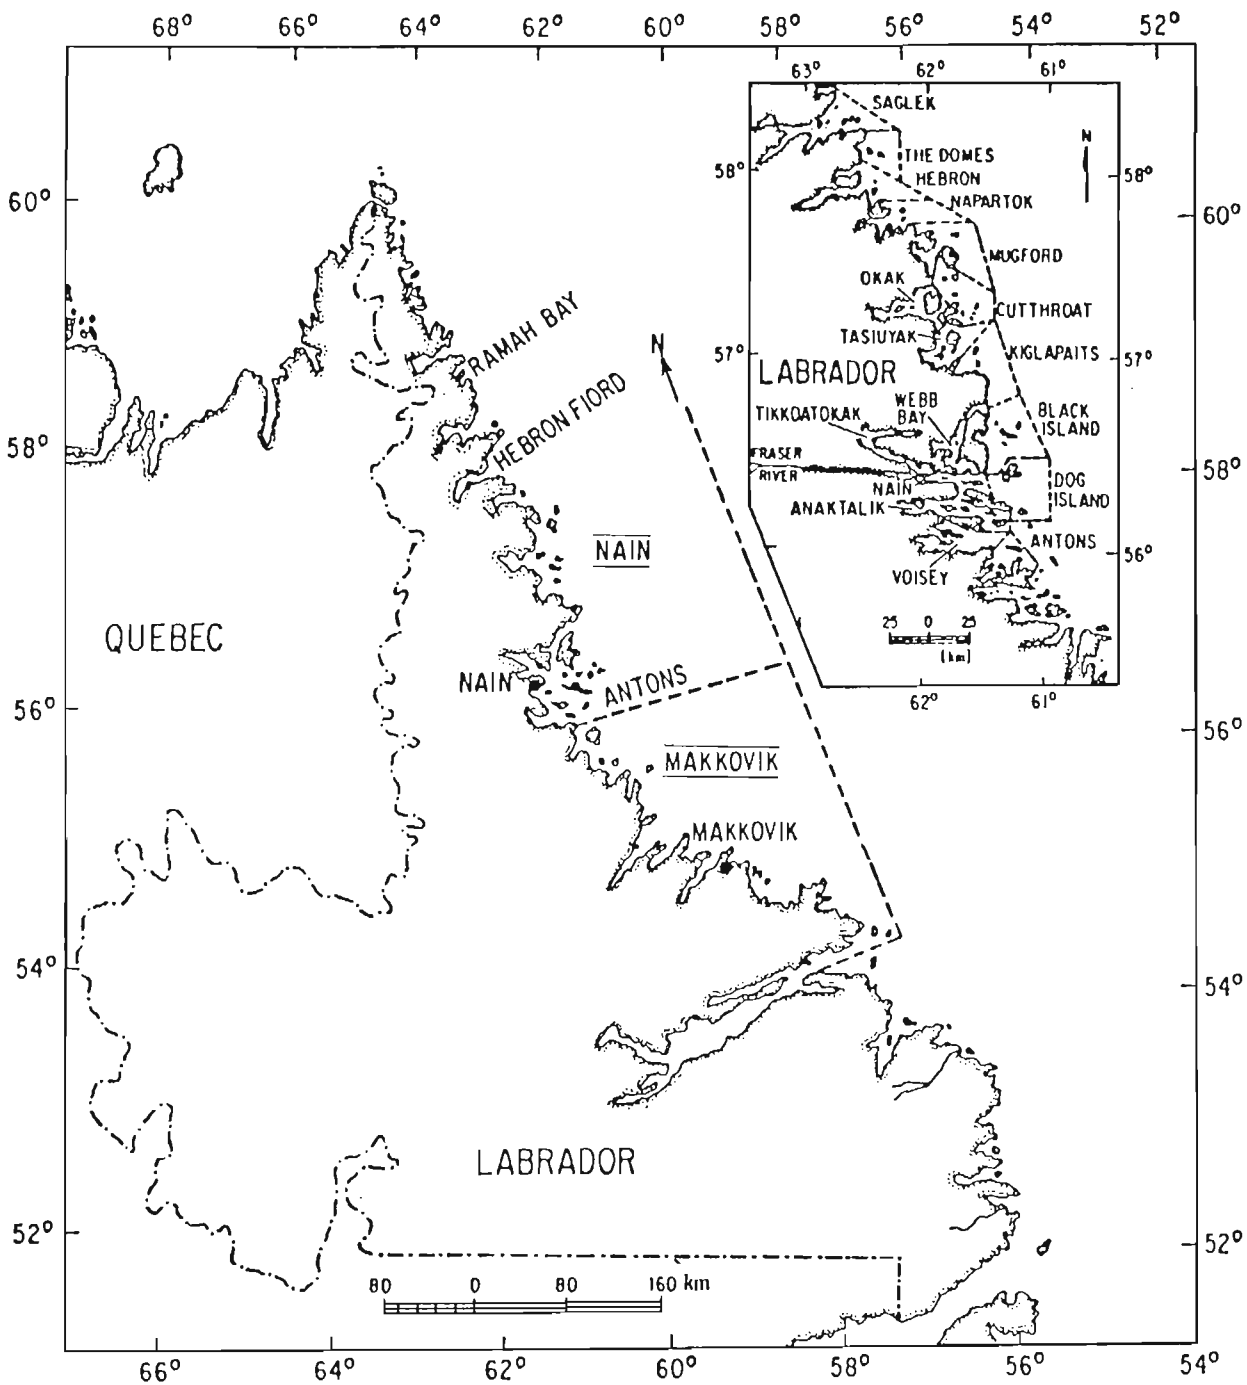 68° 66° 64° 62° 60° 58° 56° 54° 52°
63° 62° 61°
SAGLEK
N
58° THE DOMES 58°
HEBRON
NAPARTOK
60° 60°
MUGFORD
OKAK
CUTTHROAT
TASIUYAK
KIGLAPAITS
RAMAH BAY
N
57° 57°
LABRADOR
WEBB
BAY
TIKKOATOKAK
BLACK
ISLAND
HEBRON FIORD
58° 58°
FRASER
RIVER
NAIN
DOG
ISLAND
ANAKTALIK
ANTONS
56°
VOISEY
25 0 25
(km)
62° 61°
NAIN
QUEBEC
NAIN
ANTONS
56° 56°
MAKKOVIK
MAKKOVIK
54° 54°
LABRADOR
52° 52°
80 0 80 160 km
66° 64° 62° 60° 58° 56° 54°